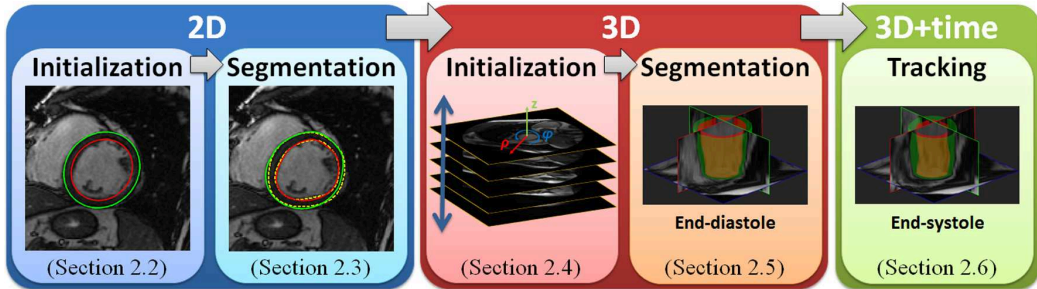 2D
Initialization
(Section 2.2)
Segmentation
(Section 2.3)
3D
Initialization
z
ρ
φ
(Section 2.4)
Segmentation
End-diastole
(Section 2.5)
3D+time
Tracking
End-systole
(Section 2.6)